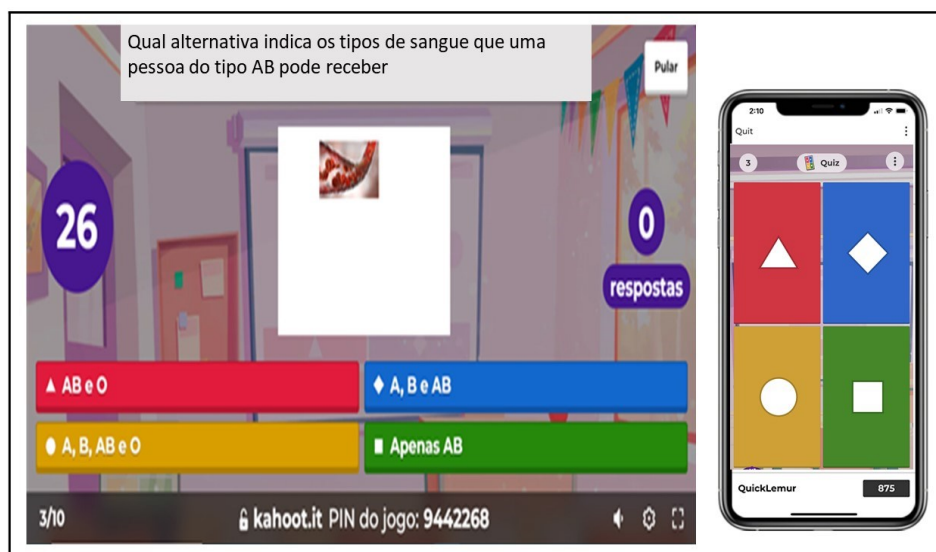 Qual alternativa indica os tipos de sangue que uma
pessoa do tipo AB pode receber
Pular
26
0
respostas
▲ AB e O
◆ A, B e AB
● A, B, AB e O
■ Apenas AB
3/10
kahoot.it PIN do jogo: 9442268
2:10
Quit
3
Quiz
QuickLemur
875